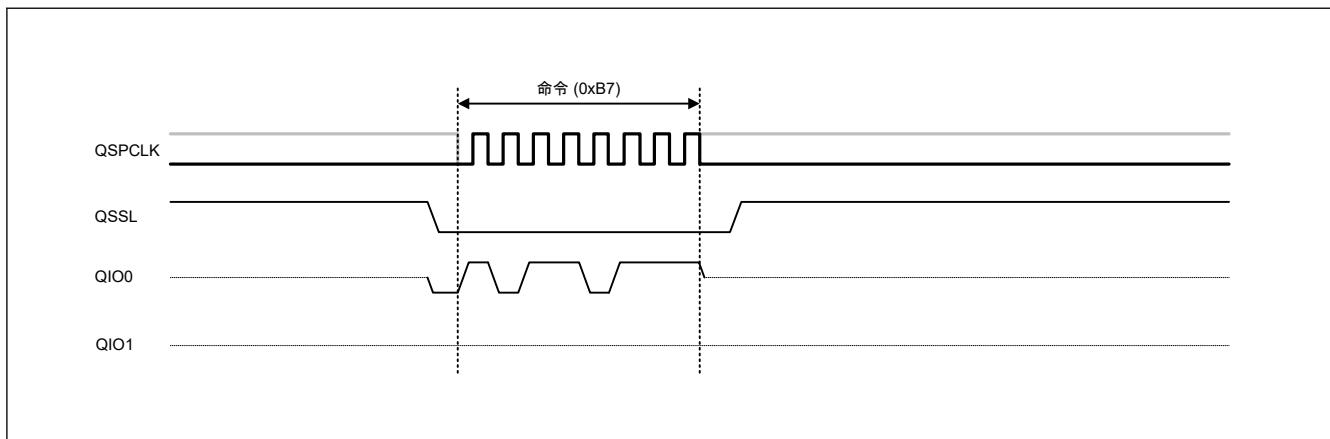 命令 (0xB7)
QSPCLK
QSSL
QIO0
QIO1